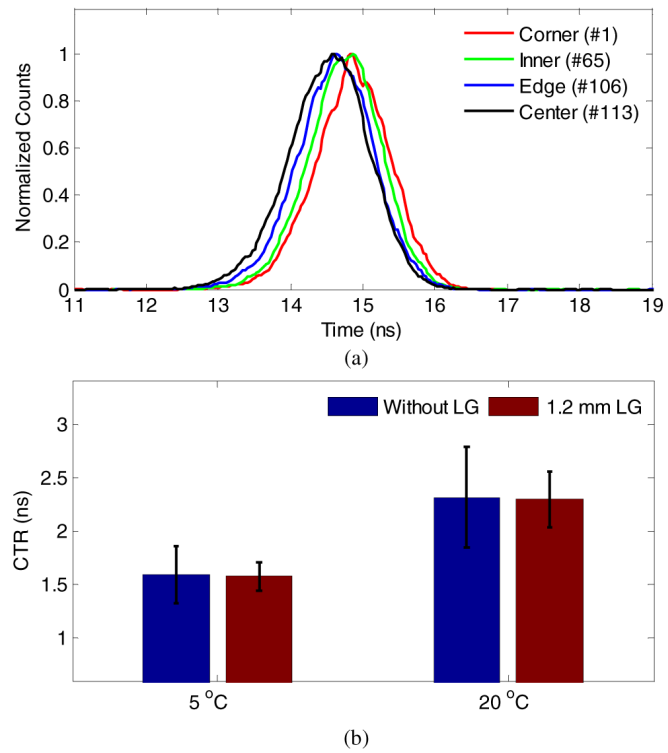 1
0.8
0.6
0.4
0.2
0
Normalized Counts
Corner (#1)
Inner (#65)
Edge (#106)
Center (#113)
11 12 13 14 15 16 17 18 19
Time (ns)
(a)
3
2.5
2
1.5
1
CTR (ns)
Without LG
1.2 mm LG
5 °C
20 °C
(b)